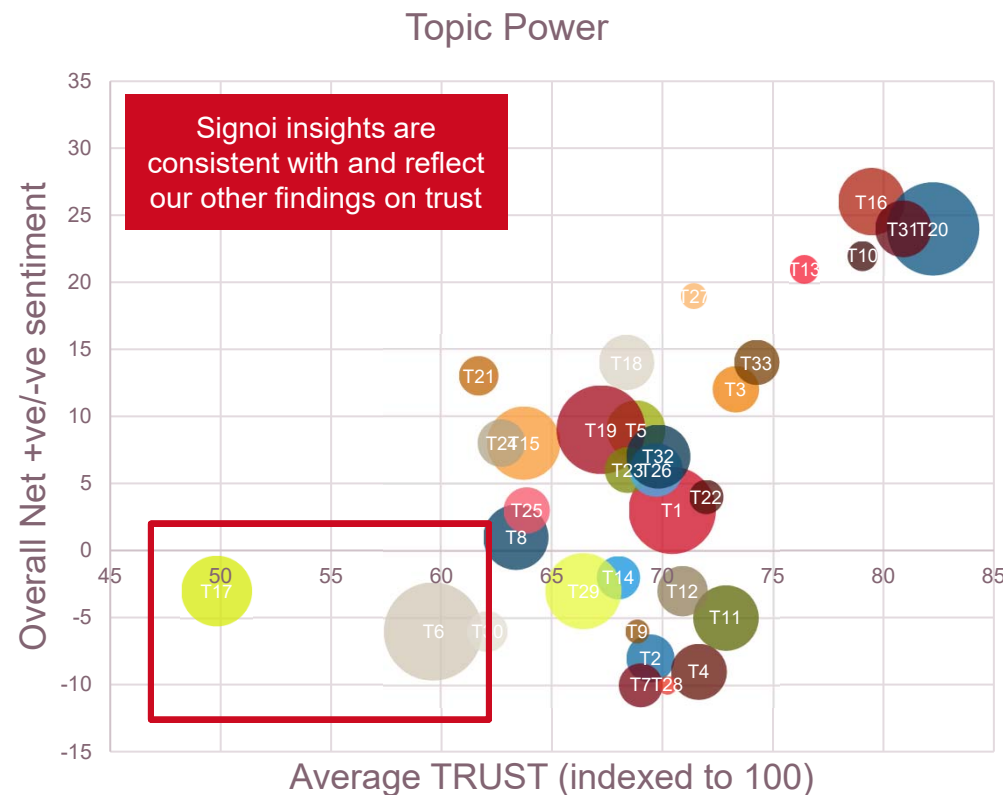 Topic Power
Overall Net +ve/-ve sentiment
35
30
25
20
15
10
5
0
-5
-10
-15
Signoi insights are
consistent with and reflect
our other findings on trust
T16
T31
T20
T10
T13
T27
T18
T33
T21
T3
T19
T5
T24
T15
T32
T23
T26
T22
T25
T1
T8
45
50
55
60
65
70
75
80
85
T17
T29
T14
T12
T11
T6
T30
T9
T2
T4
T7
T28
Average TRUST (indexed to 100)